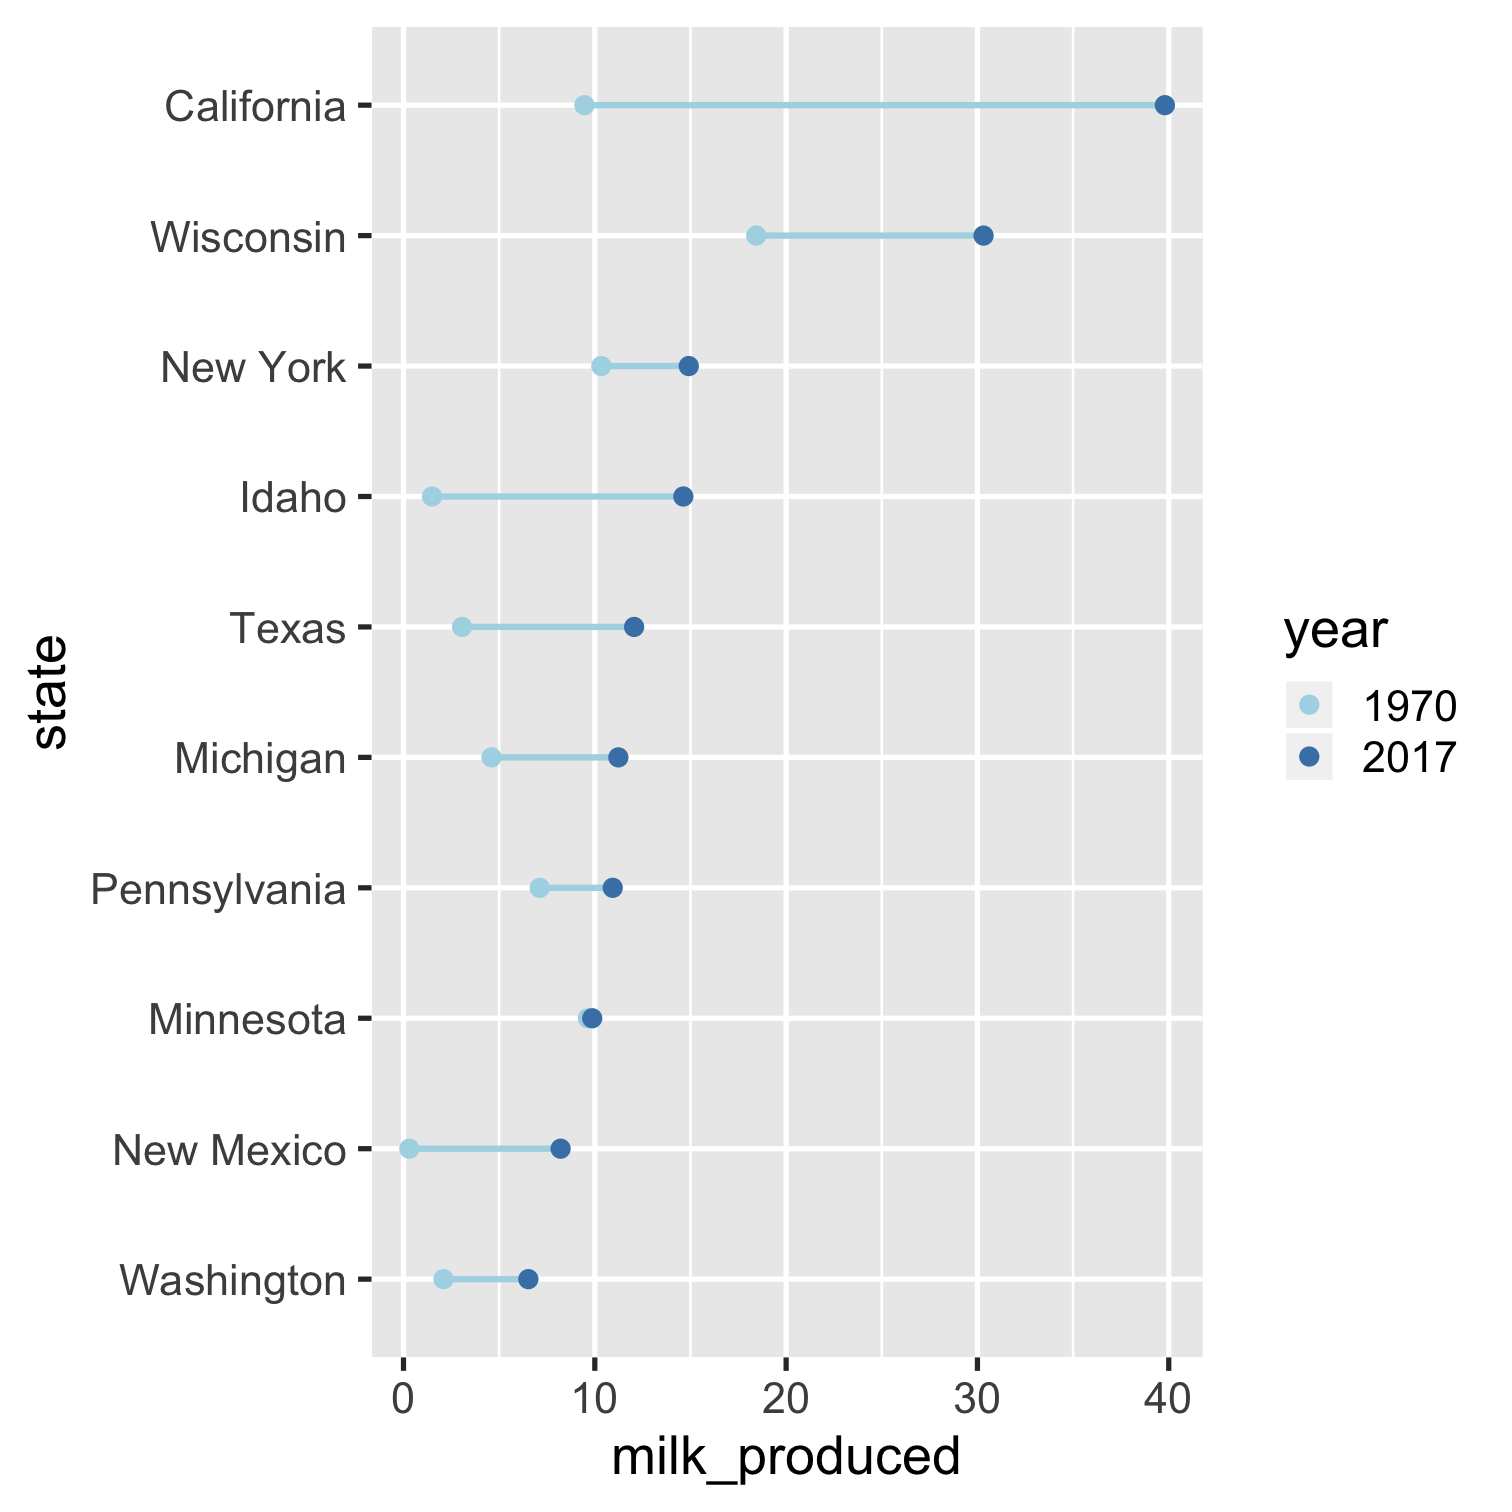 California
Wisconsin
New York
Idaho
Texas
Michigan
Pennsylvania
Minnesota
New Mexico
Washington
state
0 10 20 30 40
milk_produced
year
1970
2017